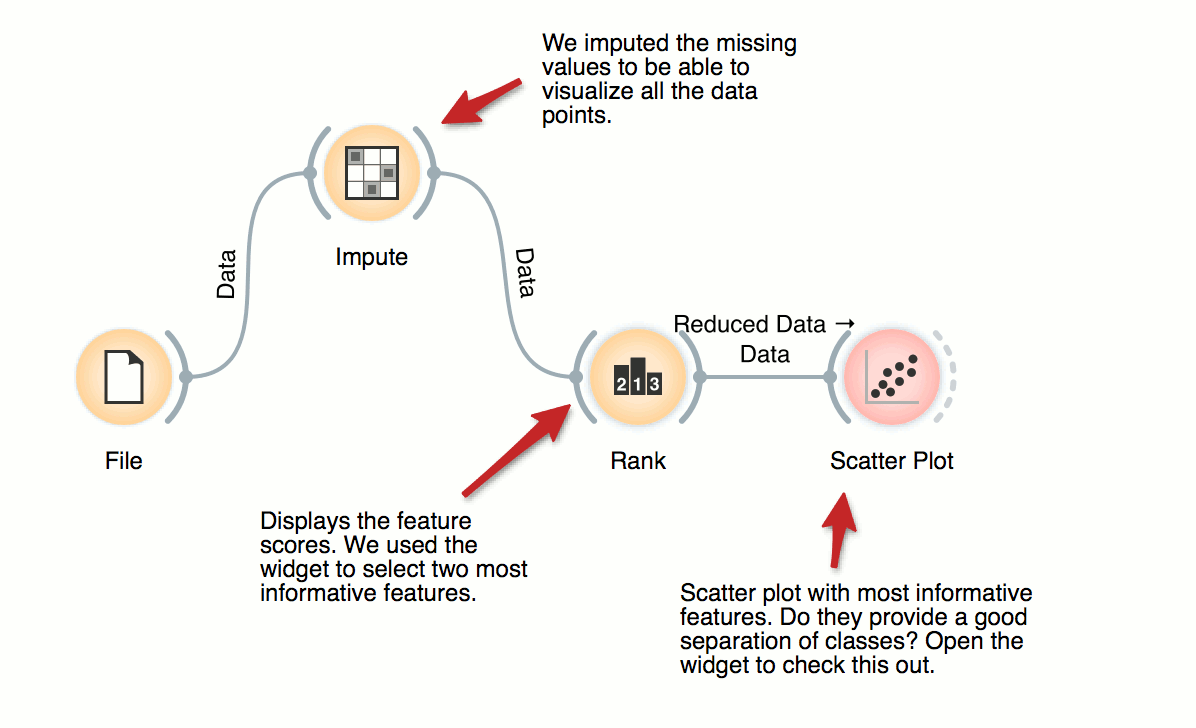 We imputed the missing
values to be able to
visualize all the data
points.
Impute
Data
Data
Reduced Data →
Data
2 1 3
File
Rank
Scatter Plot
Displays the feature
scores. We used the
widget to select two most
informative features.
Scatter plot with most informative
features. Do they provide a good
separation of classes? Open the
widget to check this out.